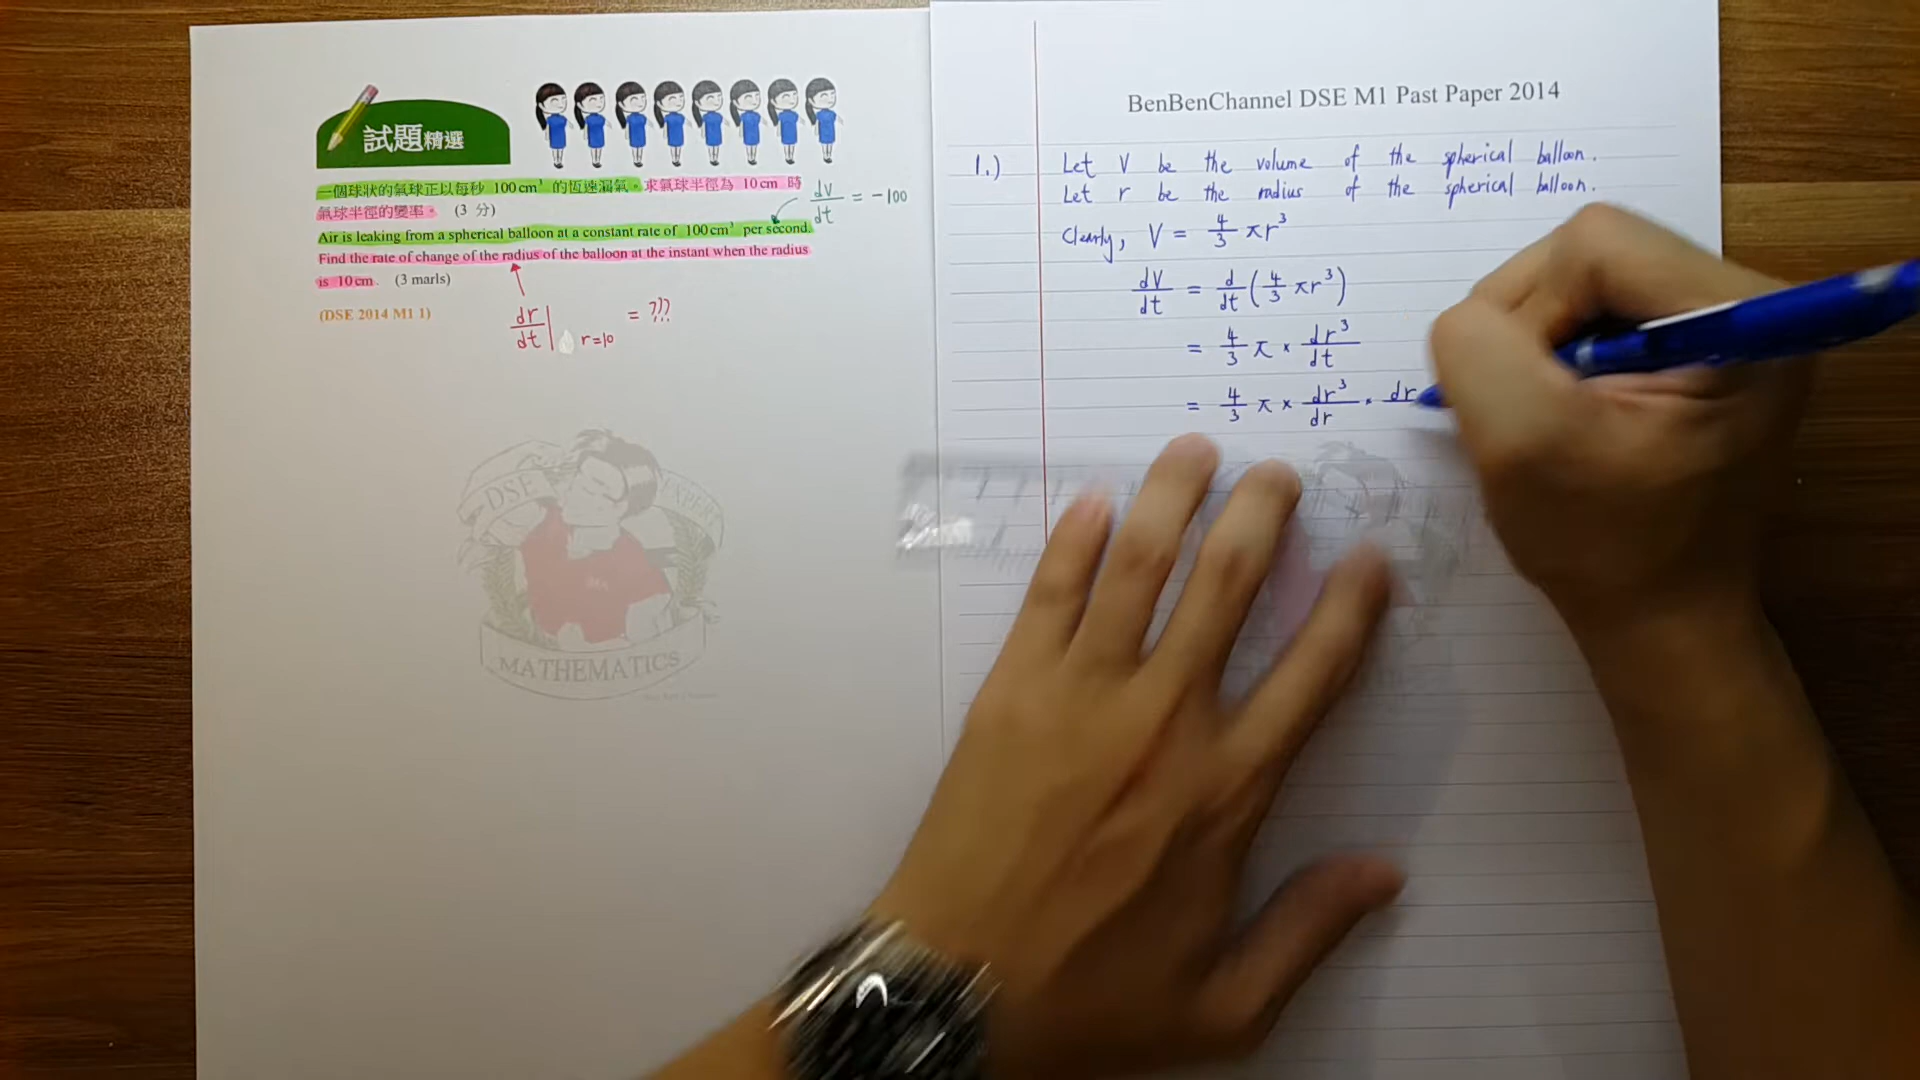 試題精選
一個球狀的氣球正以每秒 100 cm³ 的恆速漏氣。求氣球半徑為 10 cm 時
氣球半徑的變率。 (3 分)
dv/dt = -100
Air is leaking from a spherical balloon at a constant rate of 100 cm³ per second.
Find the rate of change of the radius of the balloon at the instant when the radius
is 10 cm. (3 marls)
(DSE 2014 M1 1)
dr/dt | r=10 = ???
DSE EXPERT
MATHEMATICS
BenBenChannel DSE M1 Past Paper 2014
1.) Let V be the volume of the spherical balloon.
Let r be the radius of the spherical balloon.
Clearly, V = 4/3 πr³
dV/dt = d/dt (4/3 πr³)
= 4/3 π × dr³/dt
= 4/3 π × dr³/dr × dr